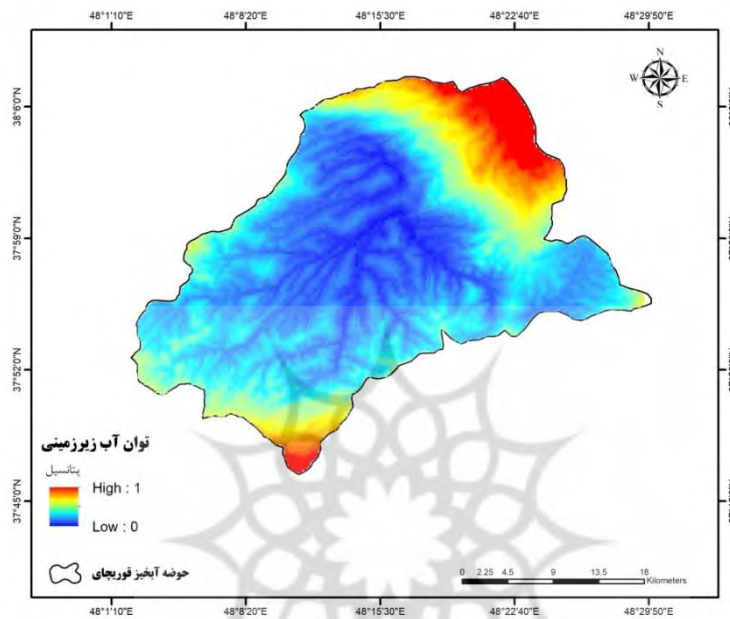 48°1'10"E 48°8'20"E 48°15'30"E 48°22'40"E 48°29'50"E
N
W E
S
38°6'0"N
37°59'0"N
37°52'0"N
37°45'0"N
توان آب زیرزمینی
پتانسیل
High : 1
Low : 0
حوضه آبخیز قوریچای
0 2.25 4.5 9 13.5 18
Kilometers
48°1'10"E 48°8'20"E 48°15'30"E 48°22'40"E 48°29'50"E